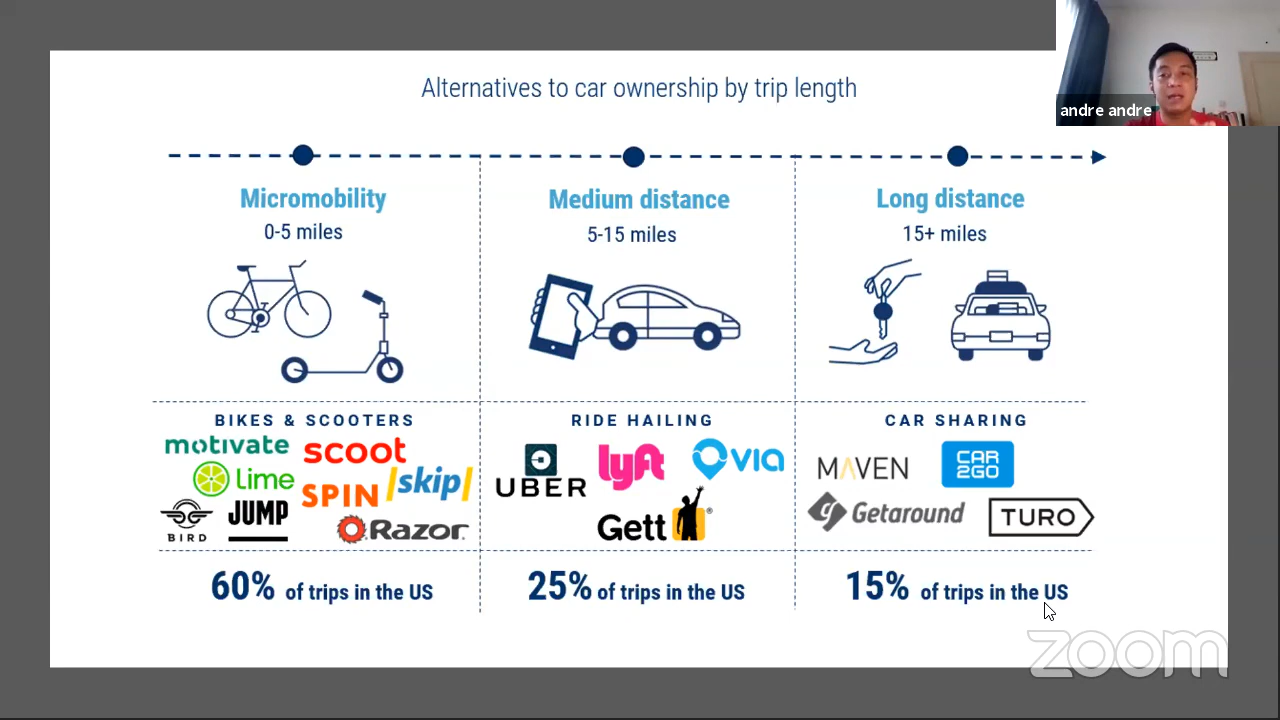 Alternatives to car ownership by trip length
andre andre
Micromobility
0-5 miles
Medium distance
5-15 miles
Long distance
15+ miles
BIKES & SCOOTERS
motivate
scoot
Lime
skip
SPIN
BIRD
JUMP
Razor
RIDE HAILING
UBER
lyft
VIA
Gett
CAR SHARING
MAVEN
CAR
2GO
Getaround
TURO
60% of trips in the US
25% of trips in the US
15% of trips in the US
zoom